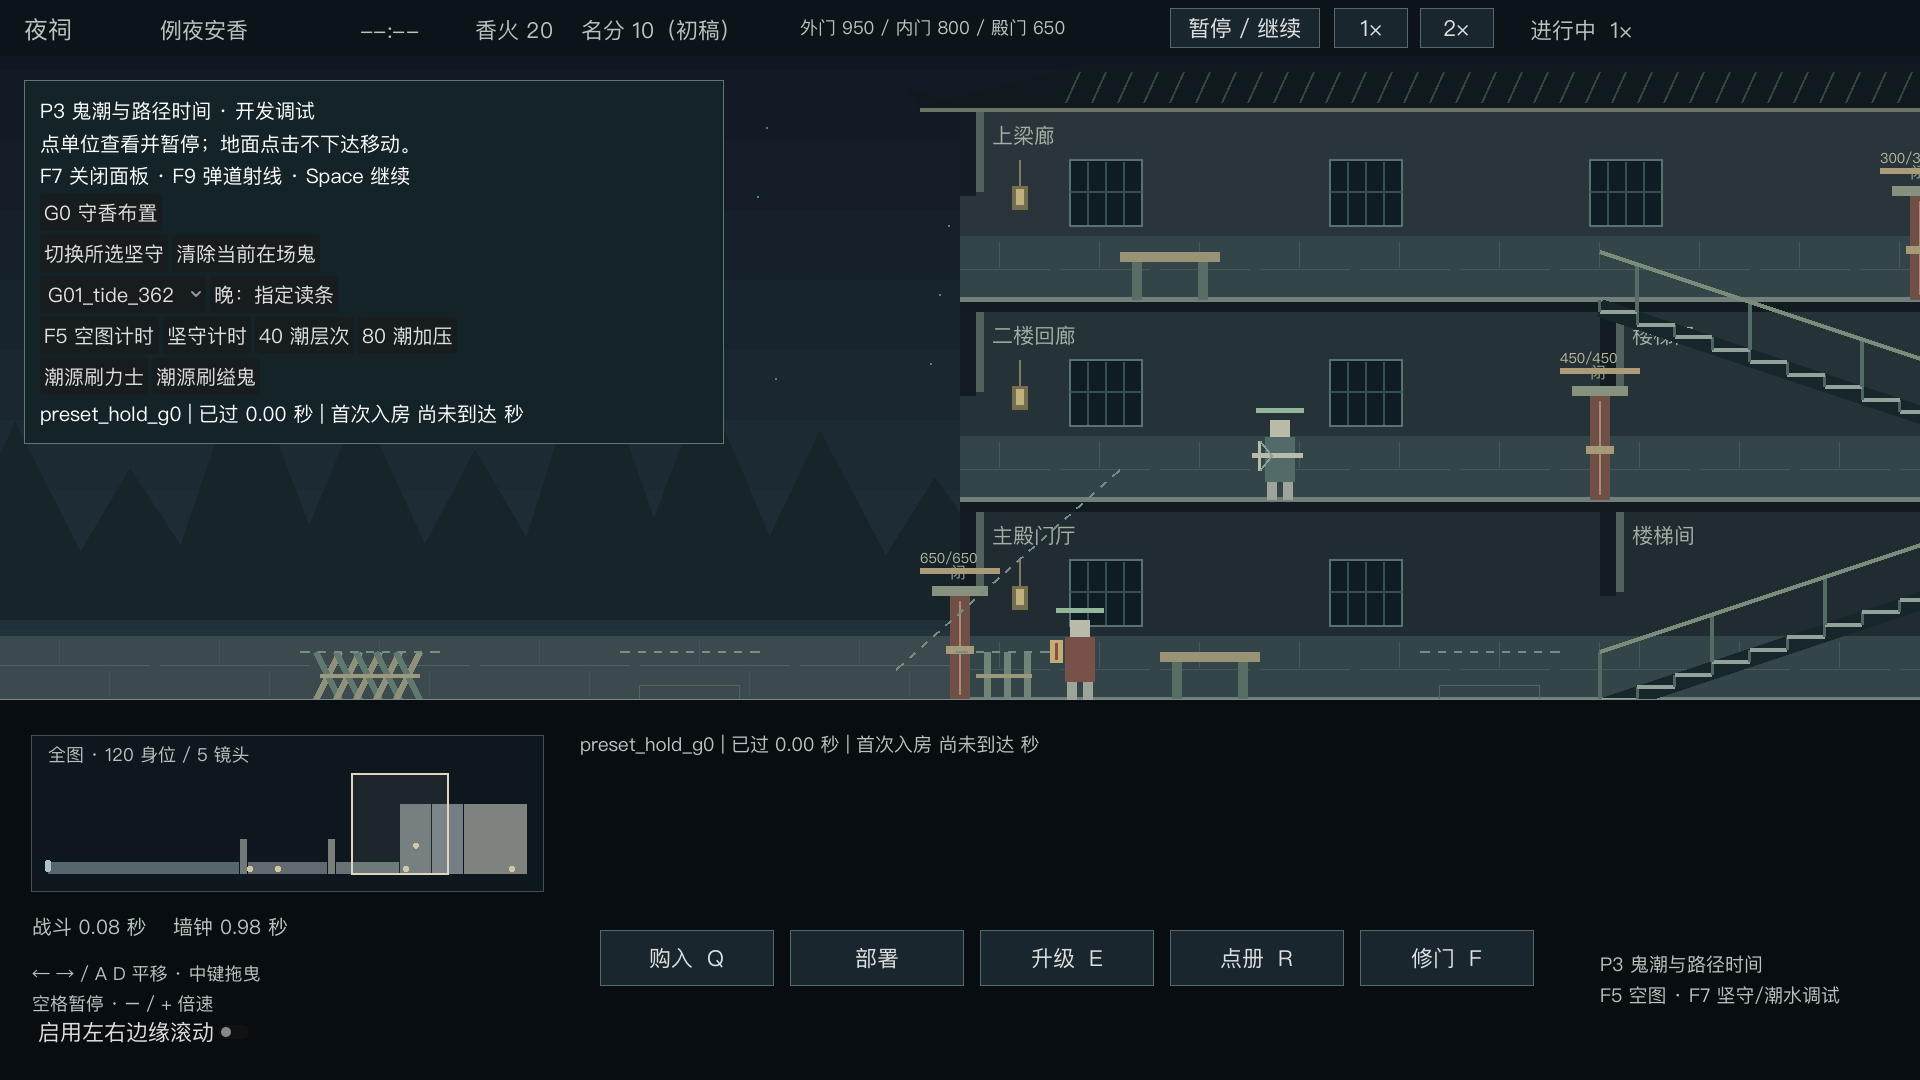 夜祠 例夜安香 --:-- 香火 20 名分 10（初稿） 外门 950 / 内门 800 / 殿门 650 暂停 / 继续 1× 2× 进行中 1×
P3 鬼潮与路径时间 · 开发调试
点单位查看并暂停；地面点击不下达移动。
F7 关闭面板 · F9 弹道射线 · Space 继续
G0 守香布置
切换所选坚守 清除当前在场鬼
G01_tide_362 晚：指定读条
F5 空图计时 坚守计时 40 潮层次 80 潮加压
潮源刷力士 潮源刷缢鬼
preset_hold_g0 | 已过 0.00 秒 | 首次入房 尚未到达 秒
上梁廊
300/3
二楼回廊
450/450
闭
主殿门厅
楼梯间
650/650
闭
全图 · 120 身位 / 5 镜头
preset_hold_g0 | 已过 0.00 秒 | 首次入房 尚未到达 秒
战斗 0.08 秒 墙钟 0.98 秒
←→ / A D 平移 · 中键拖曳
空格暂停 · − / + 倍速
启用左右边缘滚动
购入 Q 部署 升级 E 点册 R 修门 F
P3 鬼潮与路径时间
F5 空图 · F7 坚守/潮水调试